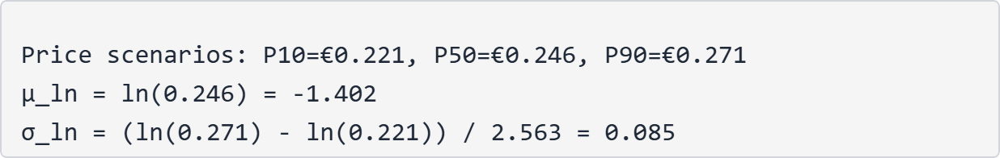 Price scenarios: P10=€0.221, P50=€0.246, P90=€0.271
μ_ln = ln(0.246) = -1.402
σ_ln = (ln(0.271) - ln(0.221)) / 2.563 = 0.085